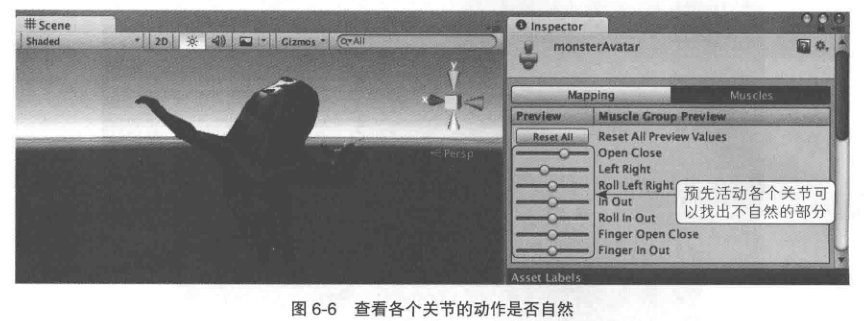 Scene
Shaded
2D
Gizmos
All
Y
X
Persp
Inspector
monsterAvatar
Mapping
Muscles
Preview
Muscle Group Preview
Reset All
Reset All Preview Values
Open Close
Left Right
Roll Left Right
In Out
Roll In Out
Finger Open Close
Finger In Out
预先活动各个关节可
以找出不自然的部分
Asset Labels
图 6-6 查看各个关节的动作是否自然